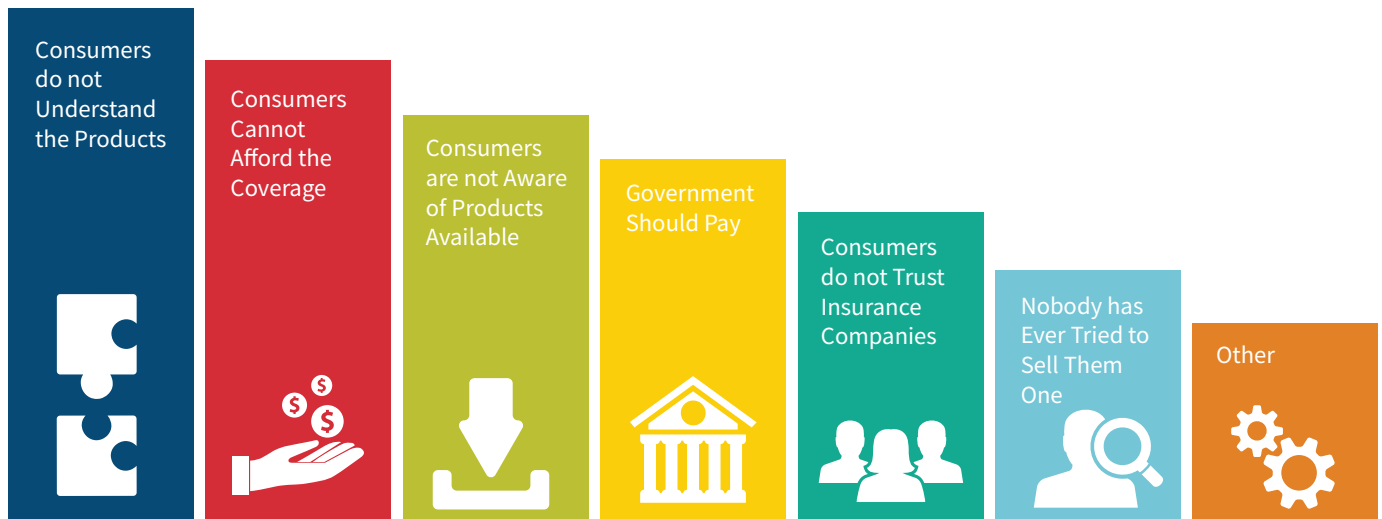 Consumers
do not
Understand
the Products
Consumers
Cannot
Afford the
Coverage
Consumers
are not Aware
of Products
Available
Government
Should Pay
Consumers
do not Trust
Insurance
Companies
Nobody has
Ever Tried to
Sell Them
One
Other
$
$
$